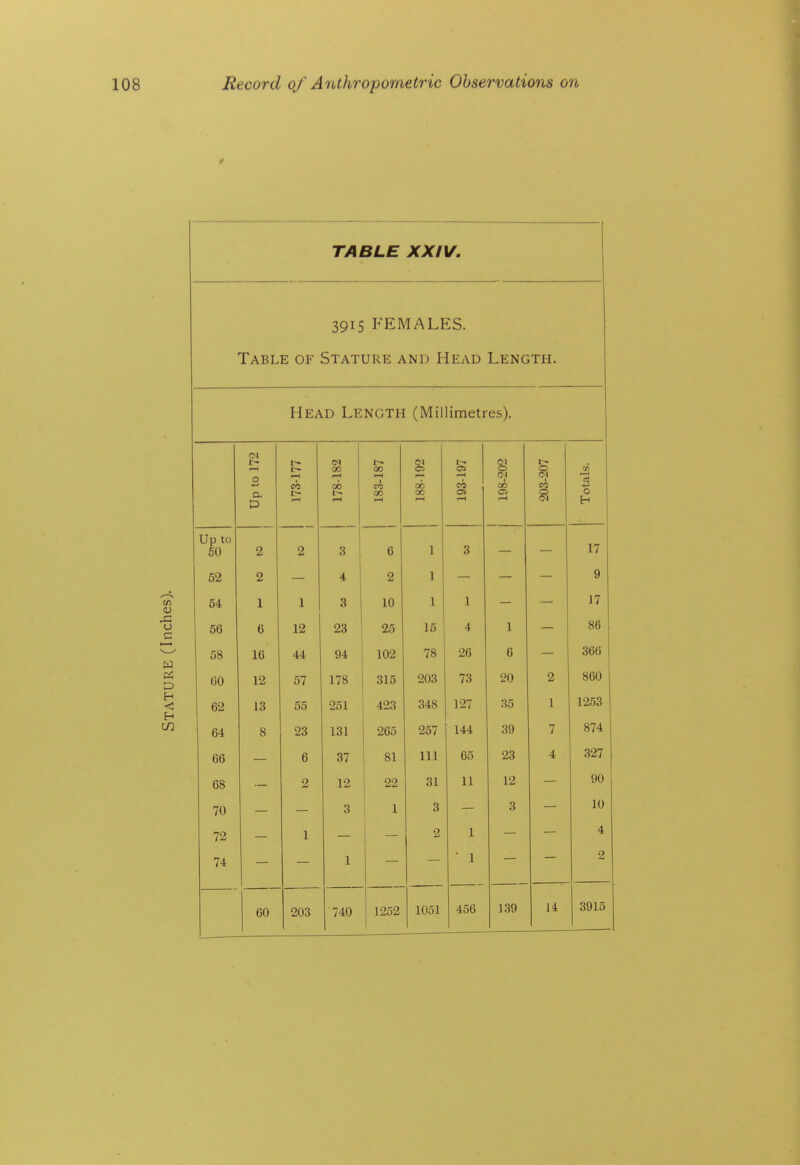 108 Record of Anthropometric Observations on
TABLE XXIV.
3915 FEMALES.
TABLE OF STATURE AND HEAD LENGTH.
HEAD LENGTH (Millimetres).
Up to 172 173-177 178-182 183-187 188-192 193-197 198-202 203-207 Totals.
STATURE (Inches).
Up to
50 2 2 3 6 1 3 — — 17
52 2 — 4 2 1 — — — 9
54 1 1 3 10 1 1 — — 17
56 6 12 23 25 15 4 1 — 86
58 16 44 94 102 78 26 6 — 366
60 12 57 178 315 203 73 20 2 860
62 13 55 251 423 348 127 35 1 1253
64 8 23 131 265 257 144 39 7 874
66 — 6 37 81 111 65 23 4 327
68 — 2 12 22 31 11 12 — 90
70 — — 3 1 3 — 3 — 10
72 — 1 — — 2 1 — — 4
74 — — 1 — — 1 — — 2
60 203 740 1252 1051 456 139 14 3915